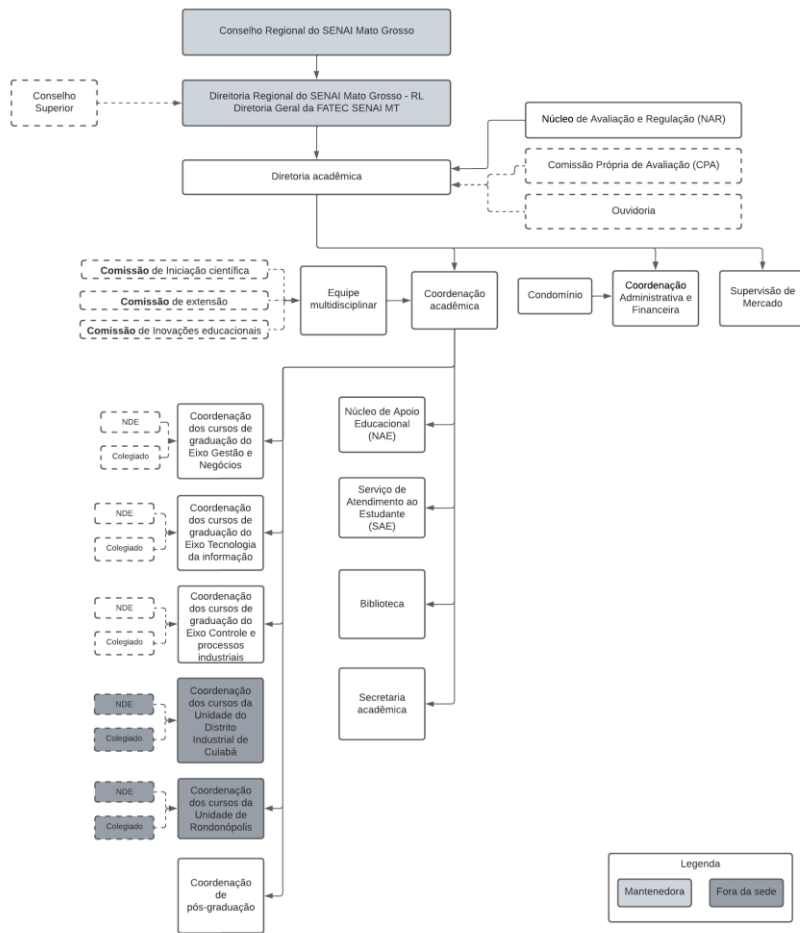 Conselho Regional do SENAI Mato Grosso
Conselho
Superior
Direitoria Regional do SENAI Mato Grosso - RL
Diretoria Geral da FATEC SENAI MT
Núcleo de Avaliação e Regulação (NAR)
Diretoria acadêmica
Comissão Própria de Avaliação (CPA)
Ouvidoria
Comissão de Iniciação científica
Comissão de extensão
Comissão de Inovações educacionais
Equipe
multidisciplinar
Coordenação
acadêmica
Condomínio
Coordenação
Administrativa e
Financeira
Supervisão de
Mercado
NDE
Colegiado
Coordenação
dos cursos de
graduação do
Eixo Gestão e
Negócios
Núcleo de Apoio
Educacional
(NAE)
NDE
Colegiado
Coordenação
dos cursos de
graduação do
Eixo Tecnologia
da informação
Serviço de
Atendimento ao
Estudante
(SAE)
NDE
Colegiado
Coordenação
dos cursos de
graduação do
Eixo Controle e
processos
industriais
Biblioteca
NDE
Colegiado
Coordenação
dos cursos da
Unidade do
Distrito
Industrial de
Cuiabá
Secretaria
acadêmica
NDE
Colegiado
Coordenação
dos cursos da
Unidade de
Rondonópolis
Coordenação
de
pós-graduação
Legenda
Mantenedora
Fora da sede